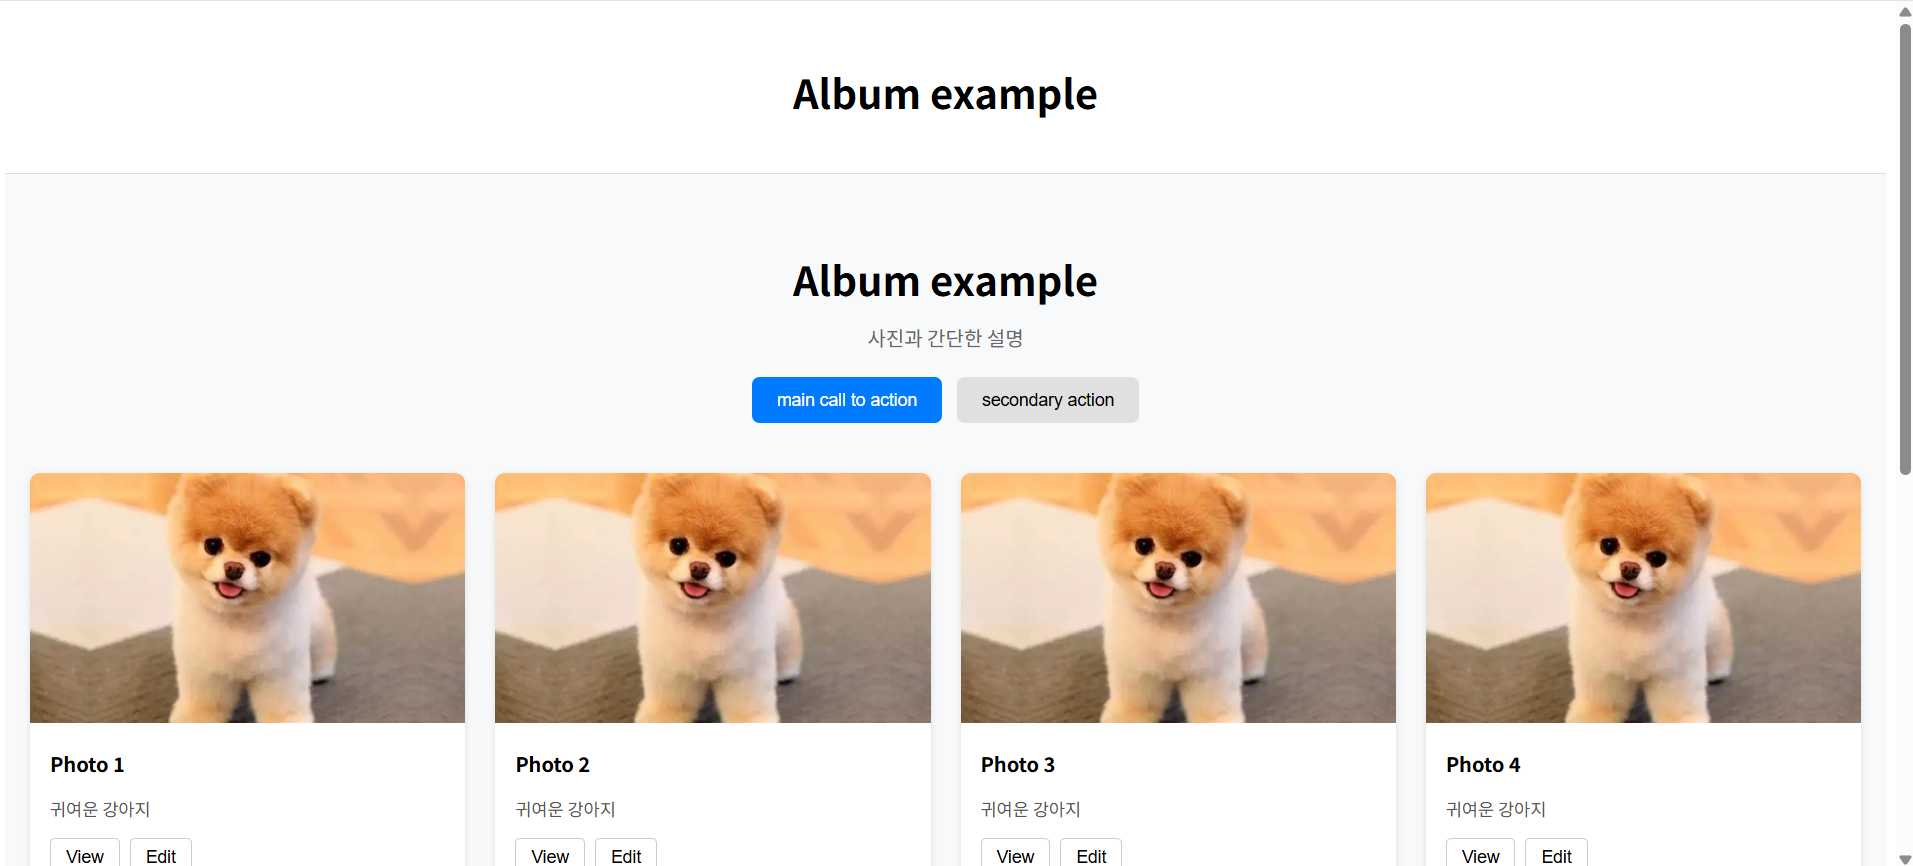 Album example
Album example
사진과 간단한 설명
main call to action secondary action
Photo 1 Photo 2 Photo 3 Photo 4
귀여운 강아지 귀여운 강아지 귀여운 강아지 귀여운 강아지
View Edit View Edit View Edit View Edit